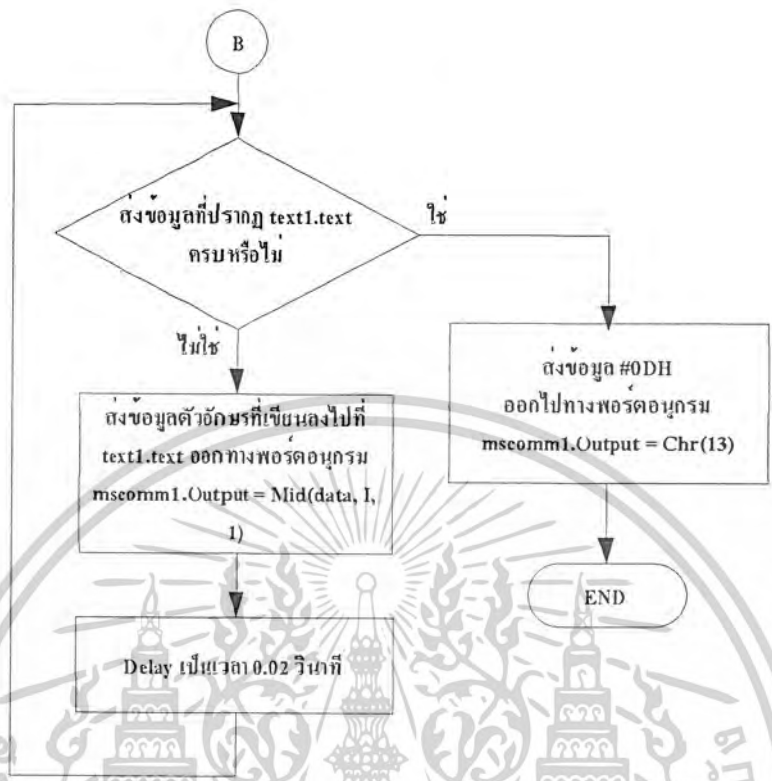 B
ส่งข้อมูลที่ปรากฏ text1.text
ครบหรือไม่
ใช่
ไม่ใช่
ส่งข้อมูล #0DH
ออกไปทางพอร์ตอนุกรม
mscomm1.Output = Chr(13)
ส่งข้อมูลตัวอักษรที่เขียนลงไปที่
text1.text ออกทางพอร์ตอนุกรม
mscomm1.Output = Mid(data, I,
1)
END
Delay เป็นเวลา 0.02 วินาที